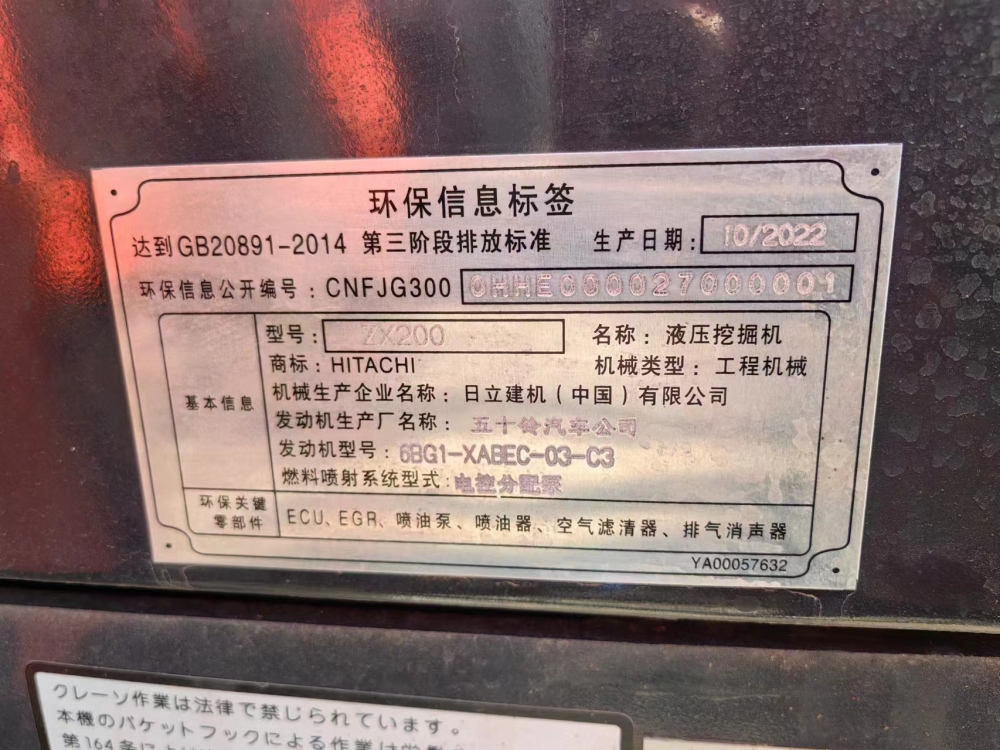 环保信息标签
达到GB20891-2014 第三阶段排放标准 生产日期: 10/2022
环保信息公开编号: CNFJG300 0HHE0000027000001
型号: ZX200 名称: 液压挖掘机
商标: HITACHI 机械类型: 工程机械
机械生产企业名称: 日立建机(中国)有限公司
基本信息
发动机生产厂名称: 五十铃汽车公司
发动机型号: 6BG1-XABEC-03-C3
燃料喷射系统型式: 电控分配泵
环保关键
零部件
ECU、EGR、喷油泵、喷油器、空气滤清器、排气消声器
YA00057632
クレーン作業は法律で禁じられています。
本機のバケットフックによる作業は
第164条によ